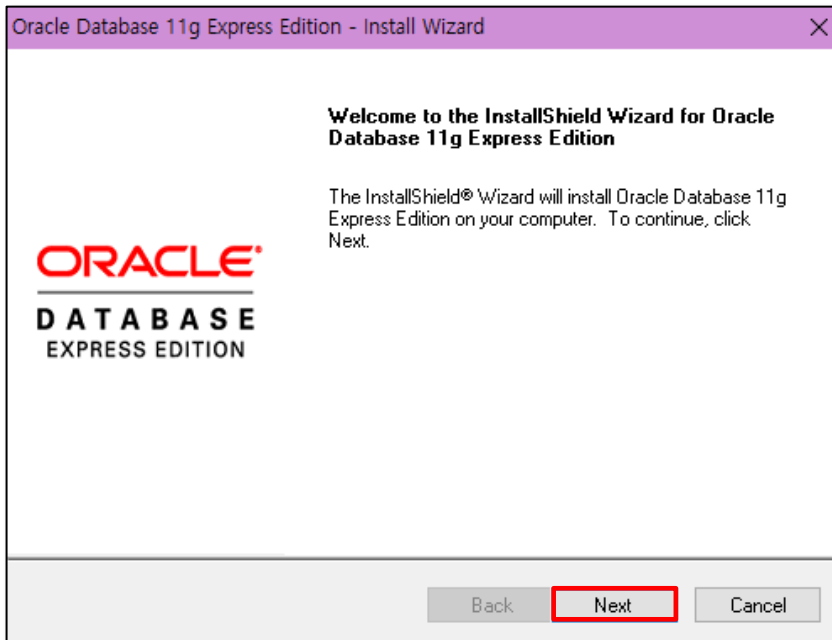 Oracle Database 11g Express Edition - Install Wizard
Welcome to the InstallShield Wizard for Oracle
Database 11g Express Edition
The InstallShield® Wizard will install Oracle Database 11g
Express Edition on your computer.  To continue, click
Next.
ORACLE
DATABASE
EXPRESS EDITION
Back
Next
Cancel